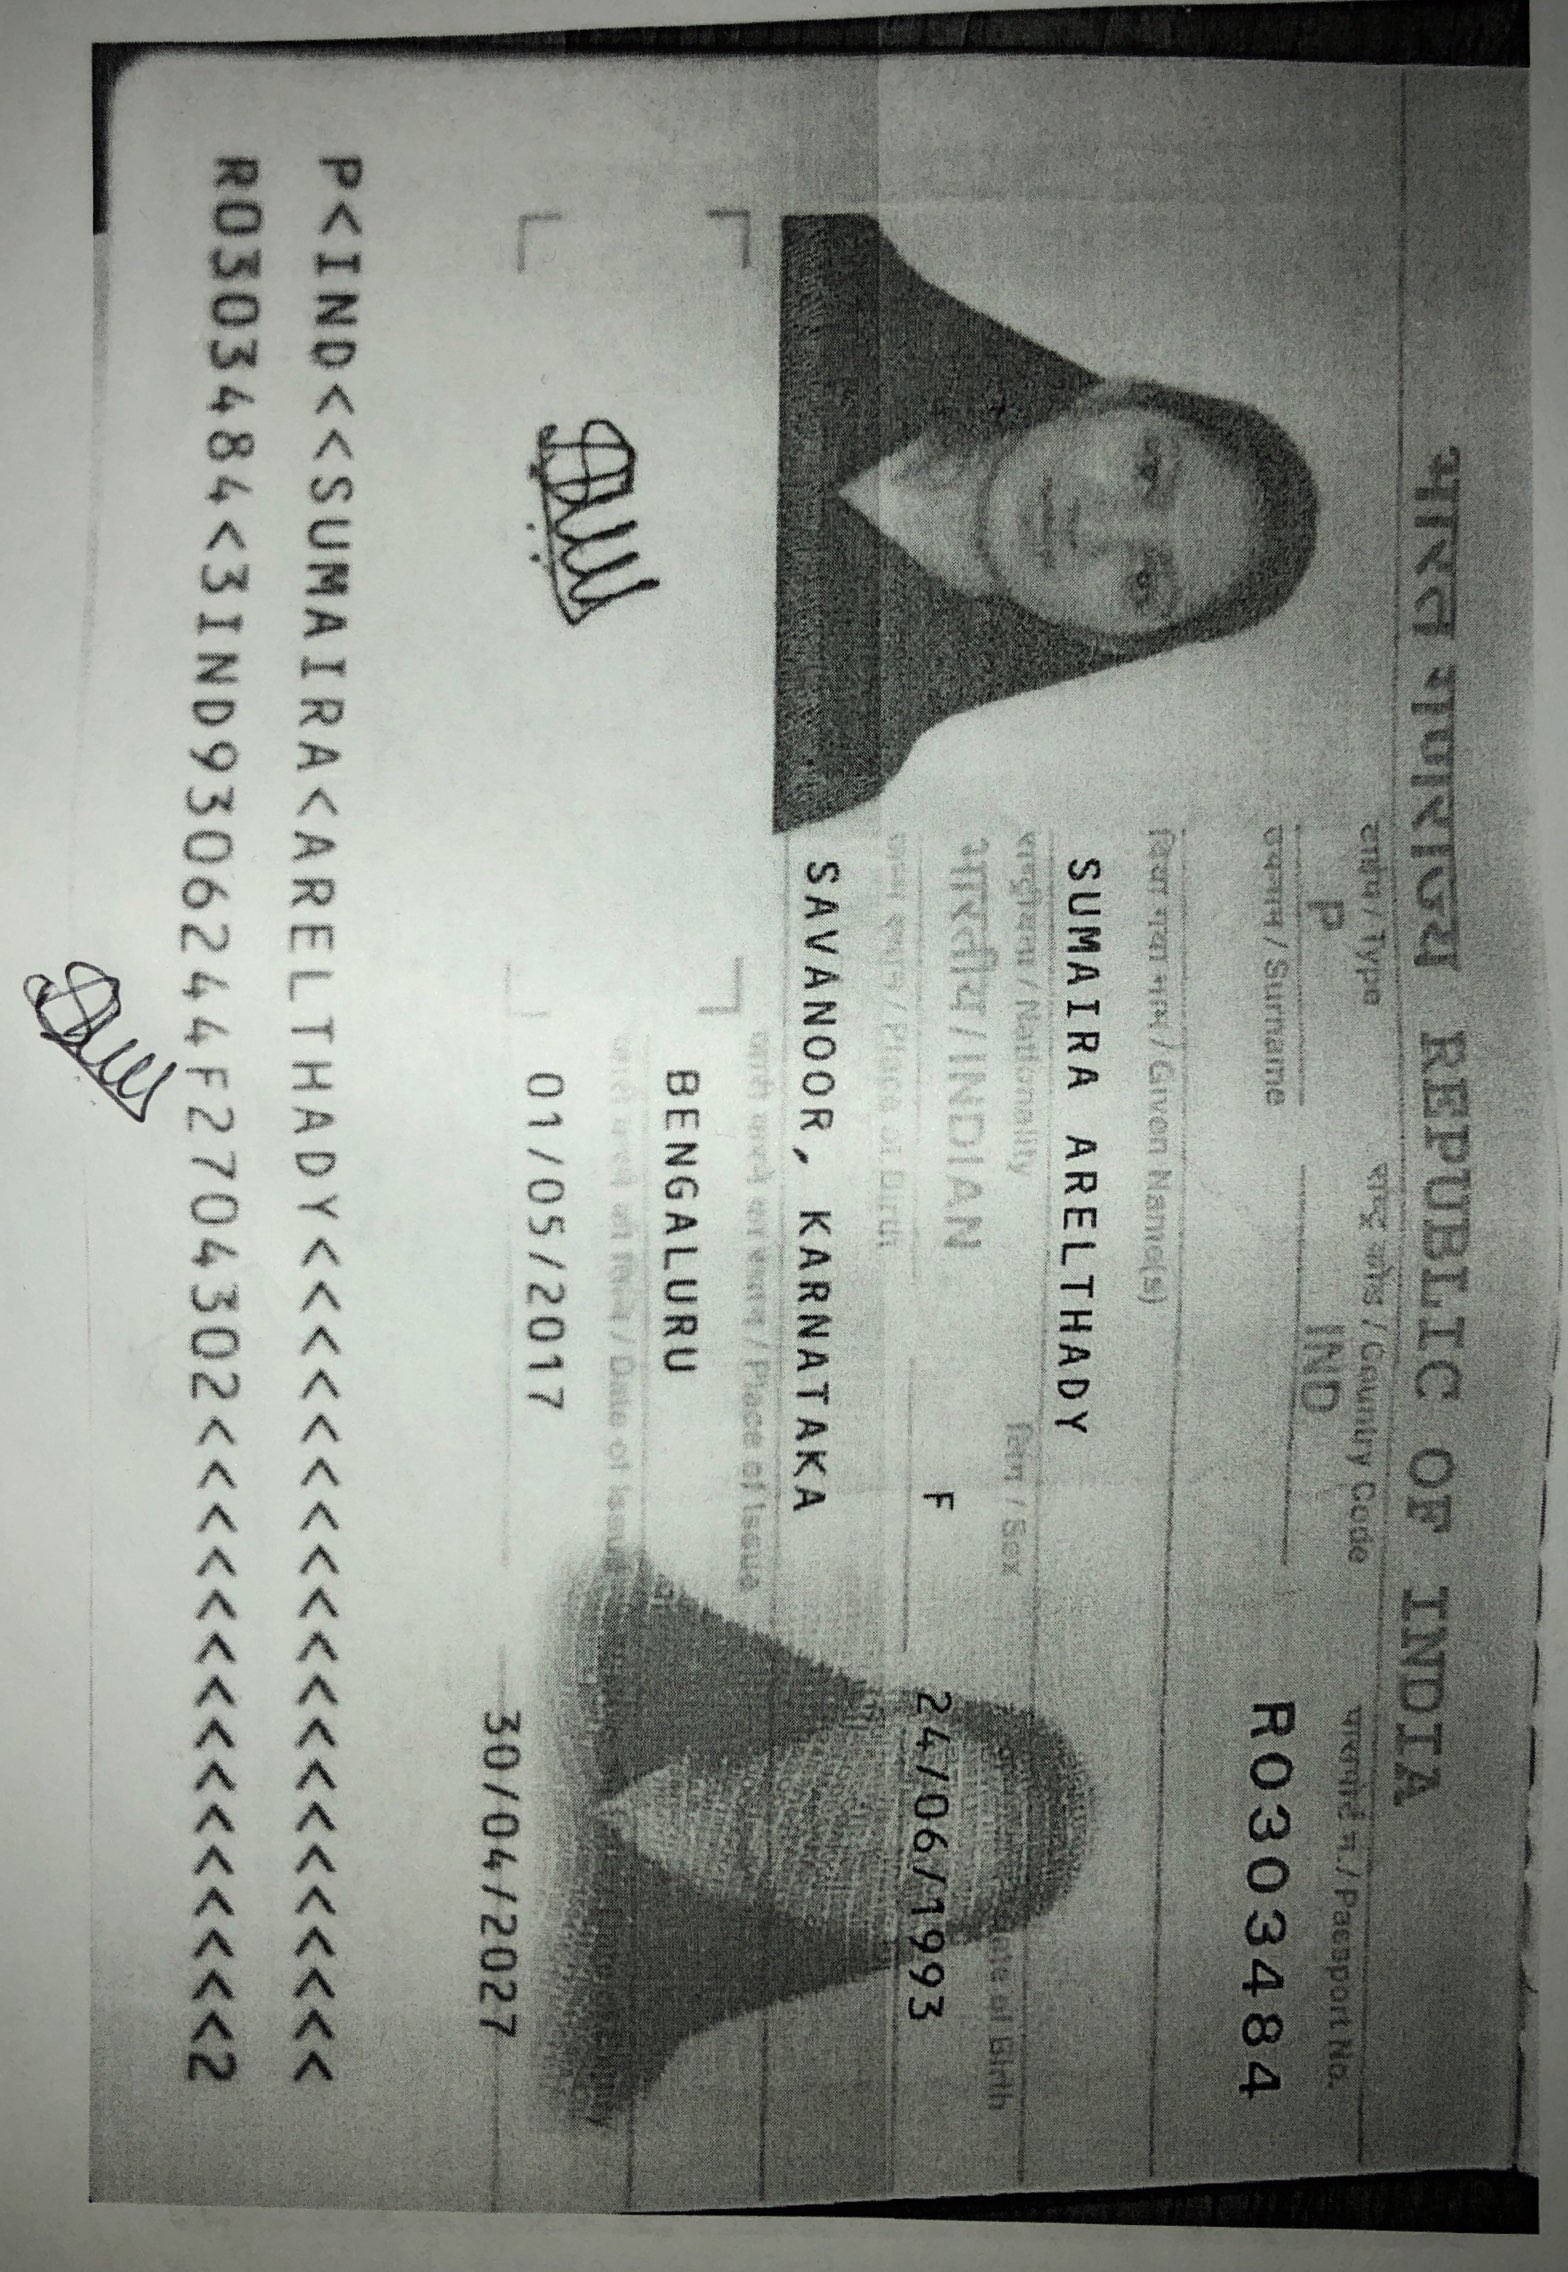 भारत गणराज्य REPUBLIC OF INDIA
टाईप / Type
P
राष्ट्र कोड / Country Code
IND
पासपोर्ट न. / Passport No.
R0303484
उपनाम / Surname
दिया गया नाम / Given Name(s)
SUMAIRA ARELTHADY
राष्ट्रीयता / Nationality
भारतीय / INDIAN
लिंग / Sex
F
Date of Birth
24/06/1993
जन्म स्थान / Place of Birth
SAVANOOR, KARNATAKA
जारी करने का स्थान / Place of Issue
BENGALURU
जारी करने की तिथि / Date of Issue
01/05/2017
Date of Expiry
30/04/2027
P<IND<<SUMAIRA<ARELTHADY<<<<<<<<<<<<<<<<<<<<
R0303484<3IND9306244F2704302<<<<<<<<<<<<<<<2